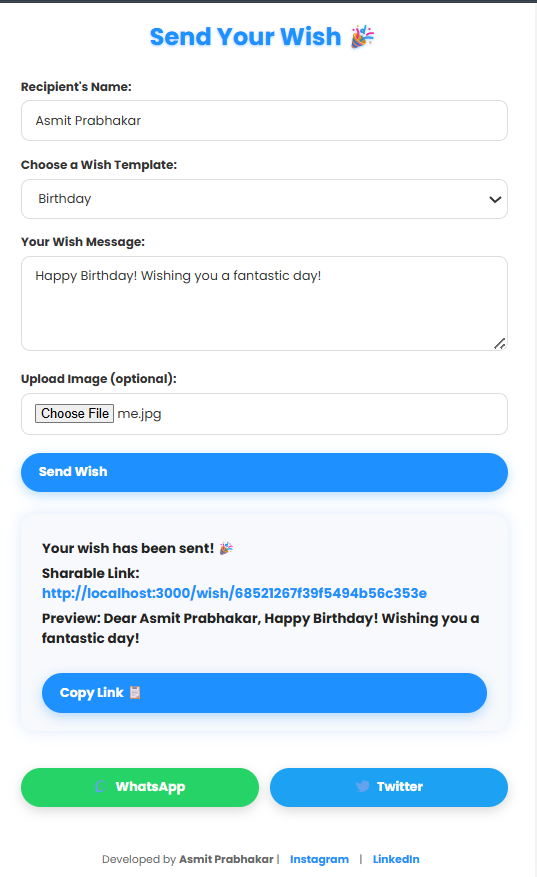 Send Your Wish 🎉
Recipient's Name:
Asmit Prabhakar
Choose a Wish Template:
Birthday
Your Wish Message:
Happy Birthday! Wishing you a fantastic day!
Upload Image (optional):
Choose File me.jpg
Send Wish
Your wish has been sent! 🎉
Sharable Link:
http://localhost:3000/wish/68521267f39f5494b56c353e
Preview: Dear Asmit Prabhakar, Happy Birthday! Wishing you a
fantastic day!
Copy Link 📋
WhatsApp
Twitter
Developed by Asmit Prabhakar | Instagram | LinkedIn